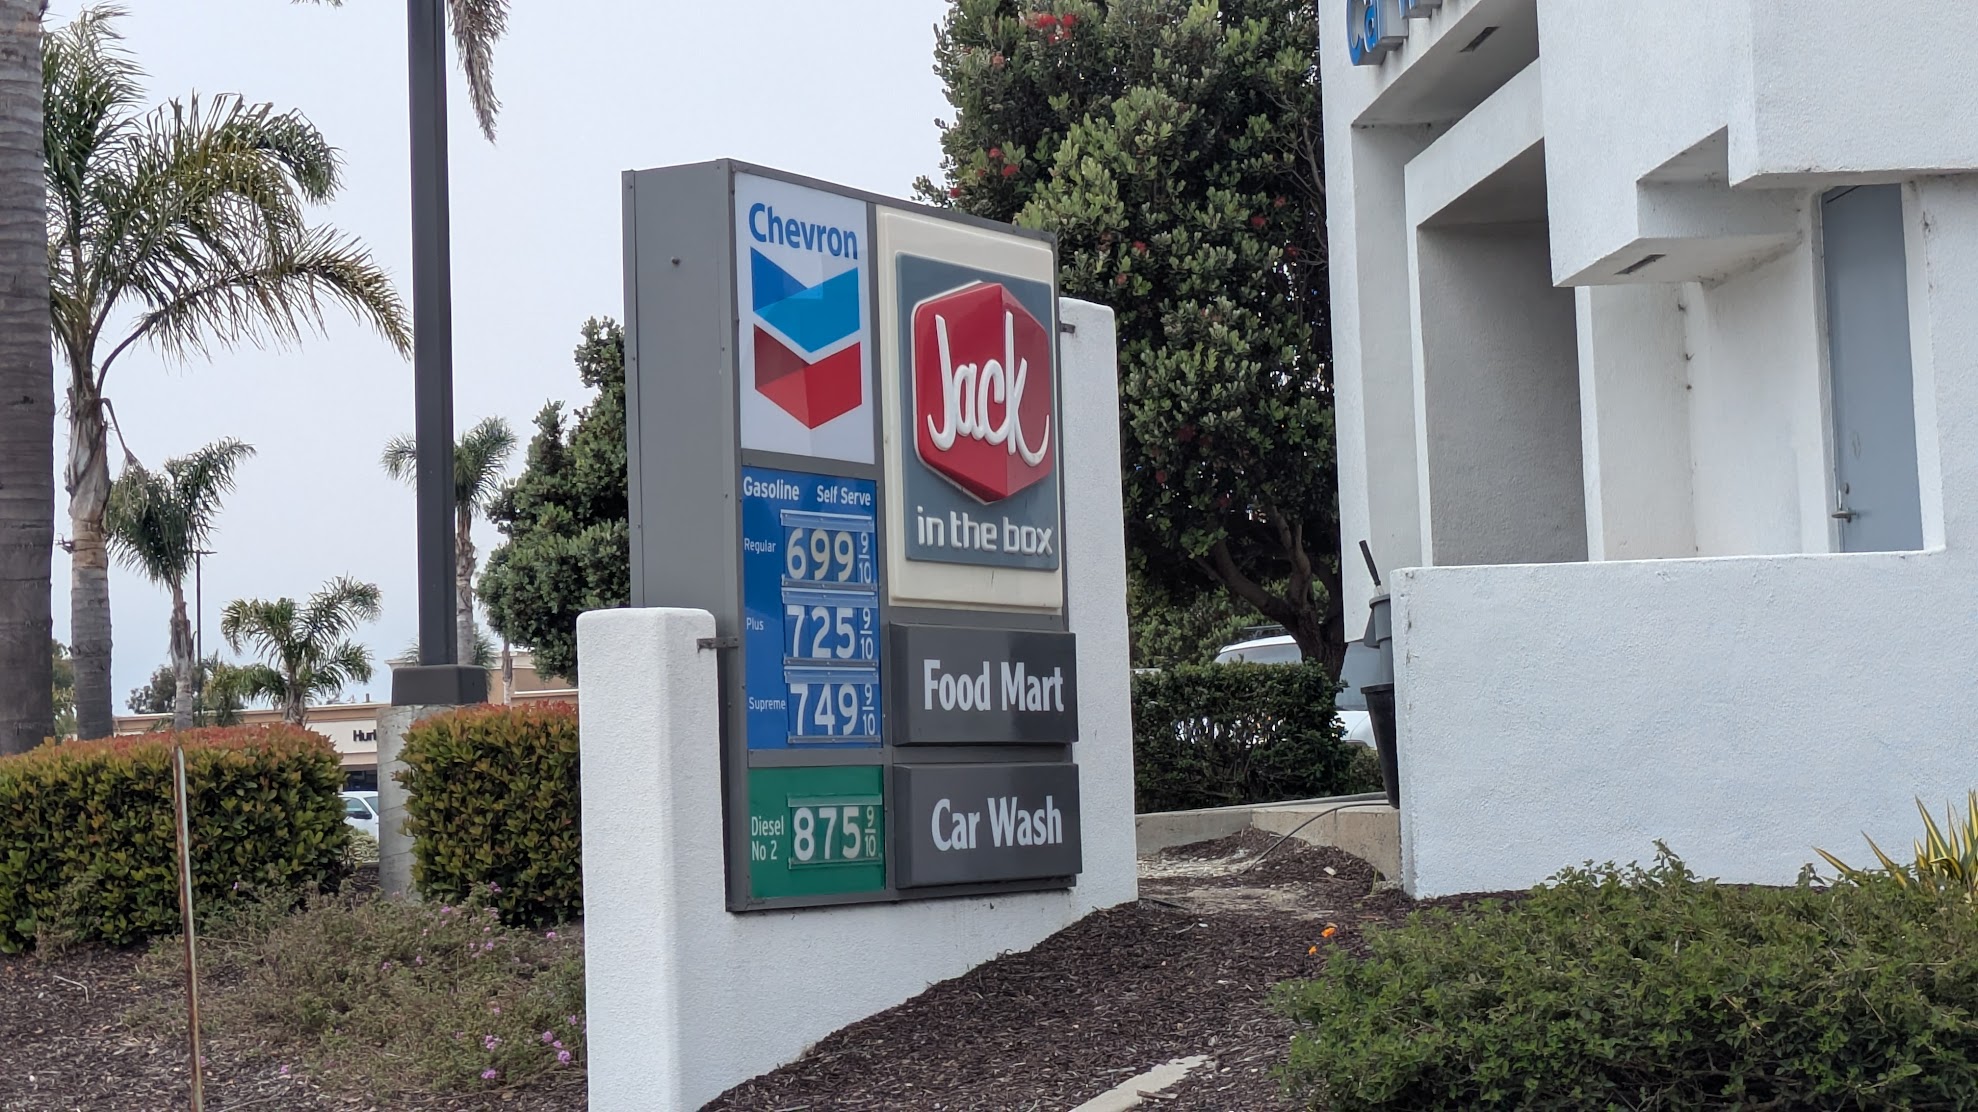 Chevron
Jack
in the box
Gasoline Self Serve
Regular 699 9/10
Plus 725 9/10
Supreme 749 9/10
Diesel
No 2 875 9/10
Food Mart
Car Wash